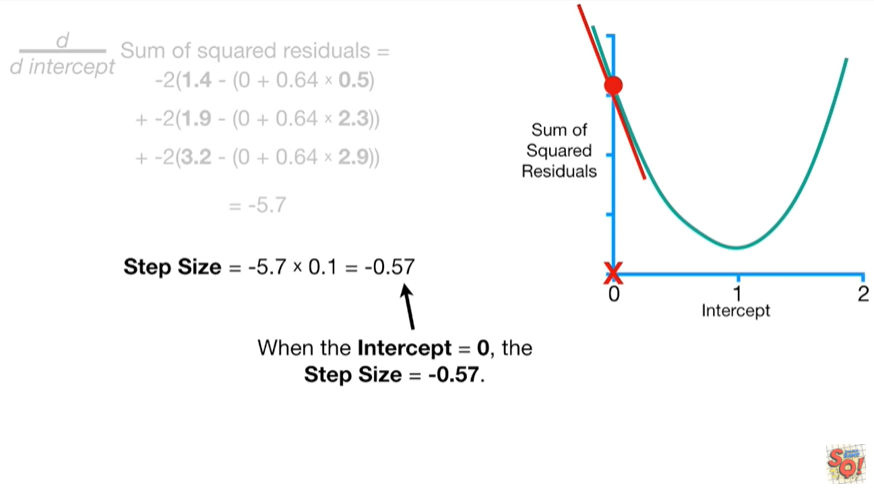 d
d intercept
Sum of squared residuals =
-2(1.4 - (0 + 0.64 × 0.5)
+ -2(1.9 - (0 + 0.64 × 2.3))
+ -2(3.2 - (0 + 0.64 × 2.9))
= -5.7
Step Size = -5.7 × 0.1 = -0.57
When the Intercept = 0, the
Step Size = -0.57.
Sum of
Squared
Residuals
0 1 2
Intercept
SQ!